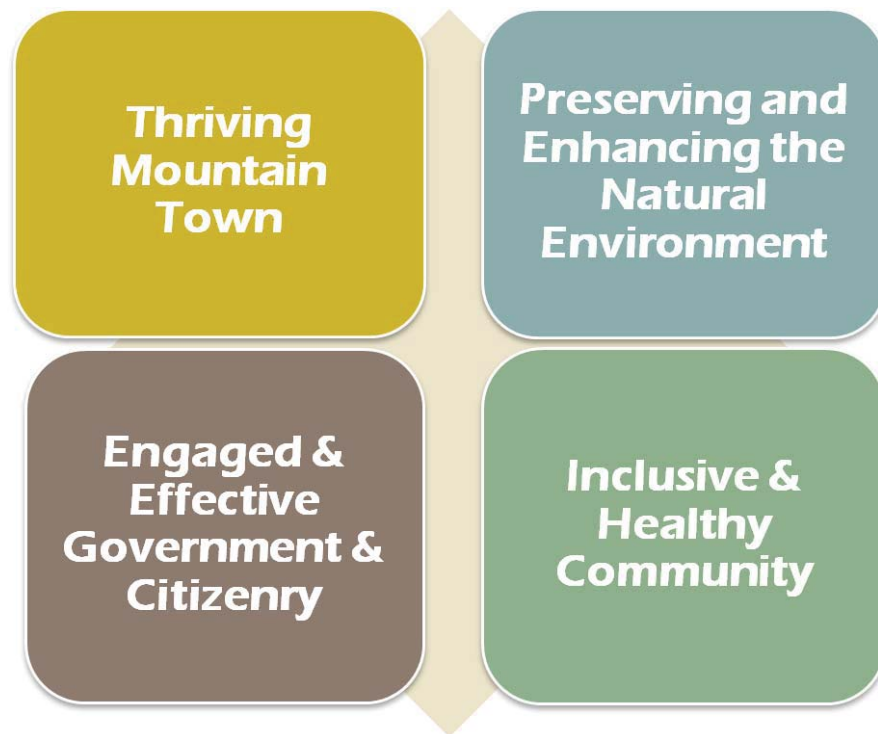 Thriving
Mountain
Town
Preserving and
Enhancing the
Natural
Environment
Engaged &
Effective
Government &
Citizenry
Inclusive &
Healthy
Community